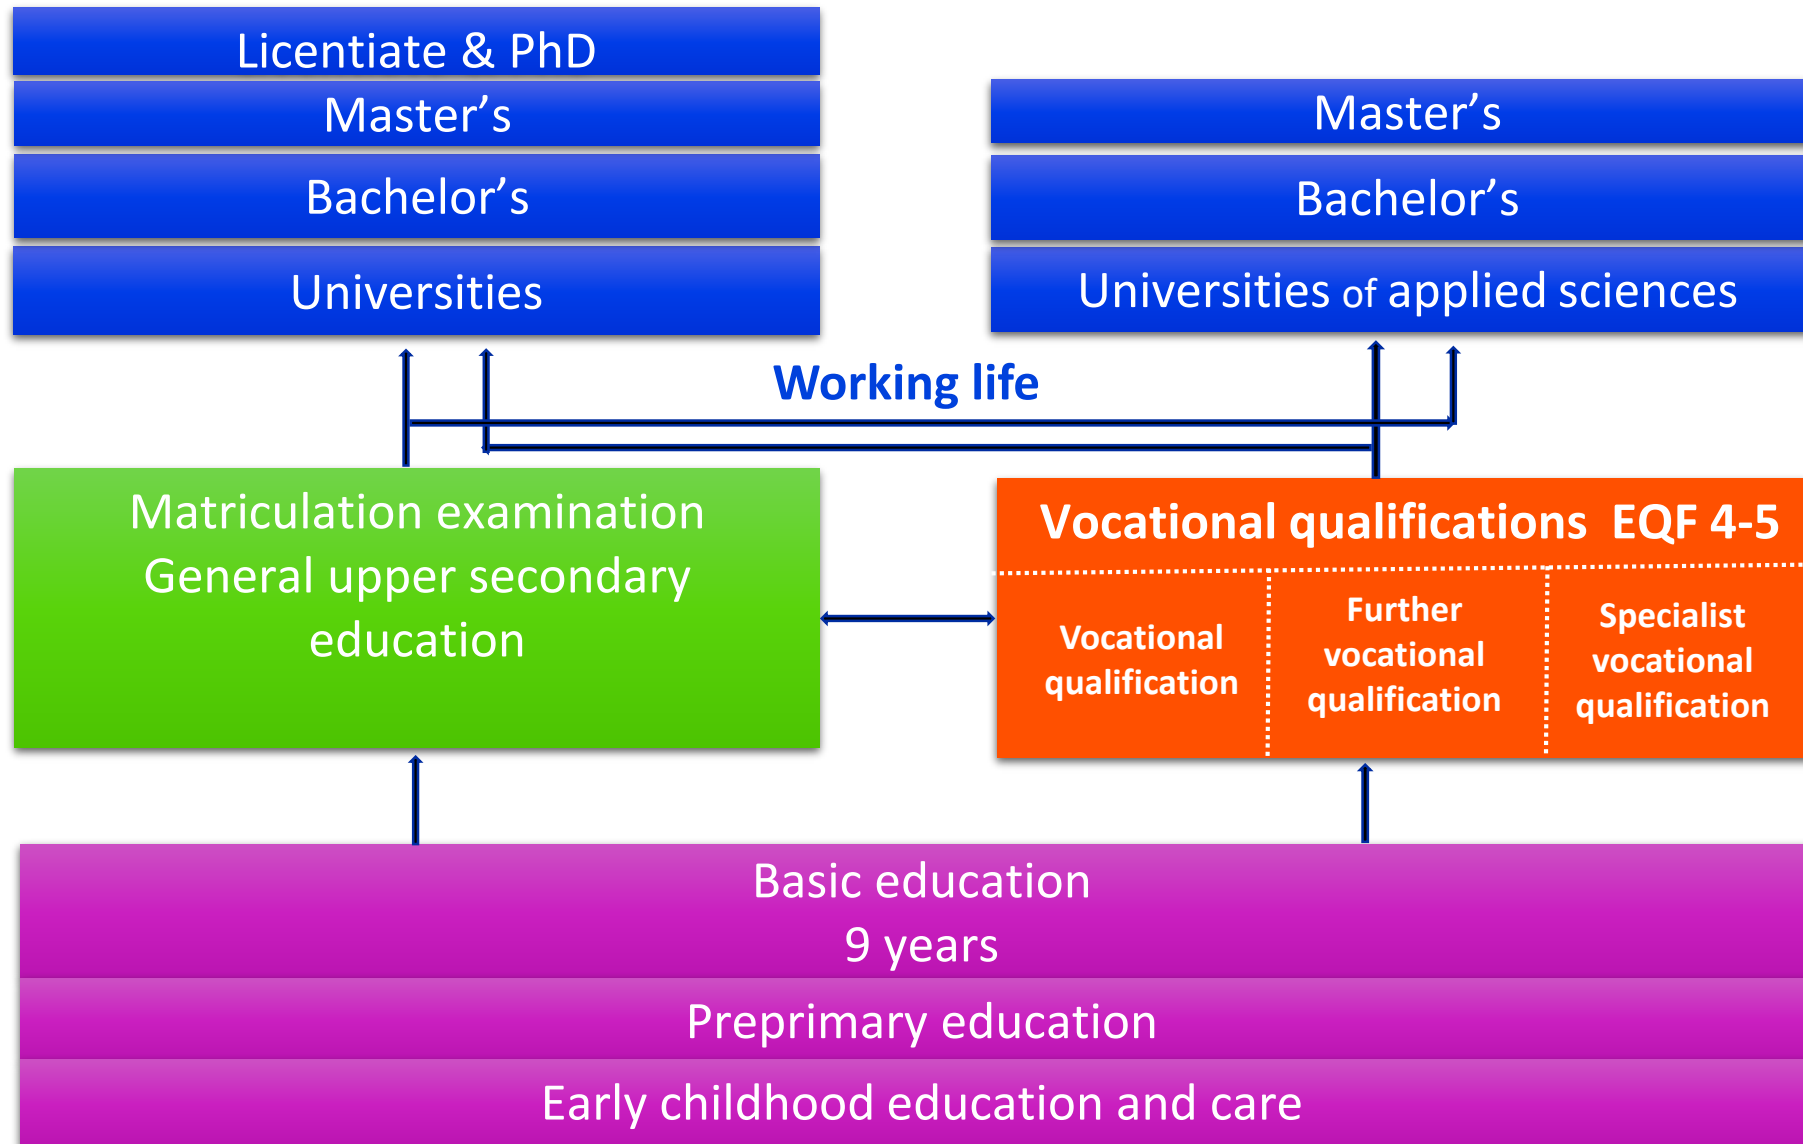 Licentiate & PhD
Master’s
Bachelor’s
Universities
Master’s
Bachelor’s
Universities of applied sciences
Working life
Matriculation examination
General upper secondary
education
Vocational qualifications EQF 4-5
Vocational
qualification
Further
vocational
qualification
Specialist
vocational
qualification
Basic education
9 years
Preprimary education
Early childhood education and care